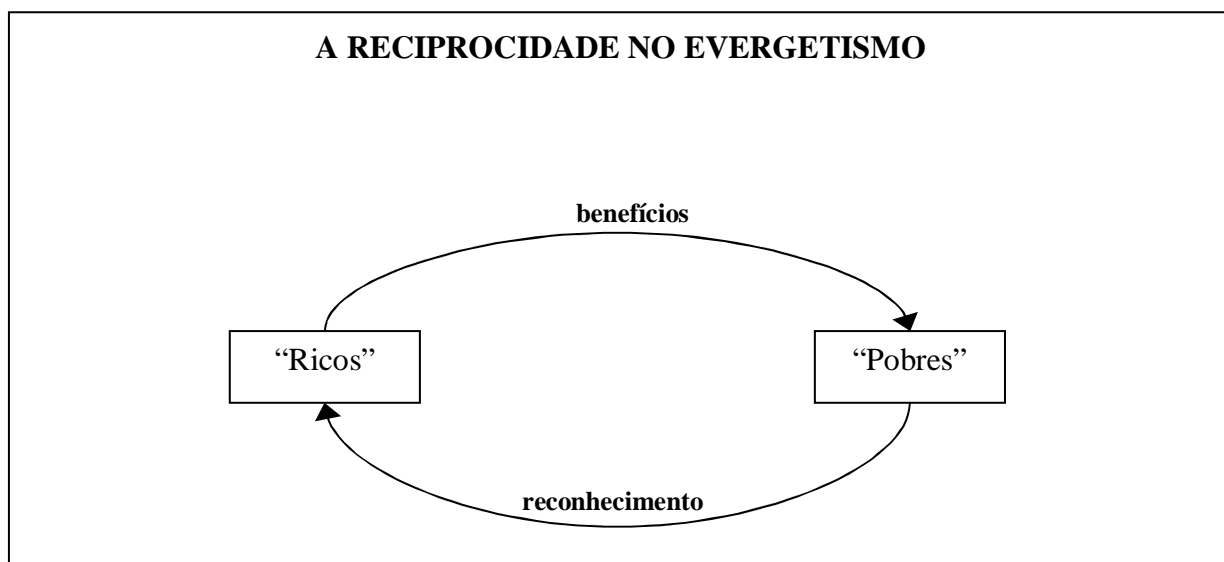 A RECIPROCIDADE NO EVERGETISMO
benefícios
“Ricos”
“Pobres”
reconhecimento